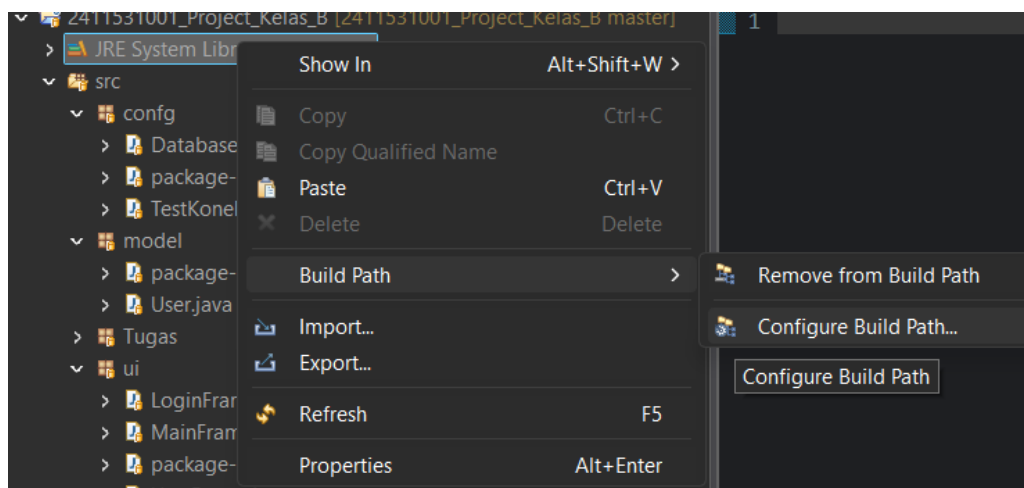 2411531001_Project_Kelas_B [2411531001_Project_Kelas_B master]
1
JRE System Libr
Show In Alt+Shift+W >
src
confg
Copy Ctrl+C
Database
Copy Qualified Name
package-
Paste Ctrl+V
TestKonel
Delete Delete
model
package-
Build Path >
Remove from Build Path
User.java
Import...
Configure Build Path...
Tugas
Export...
ui
Configure Build Path
LoginFrar
Refresh F5
MainFram
package-
Properties Alt+Enter